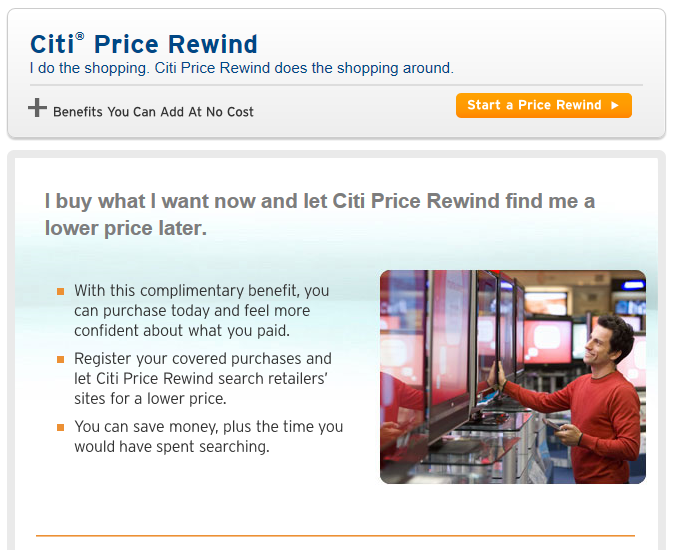 Citi® Price Rewind
I do the shopping. Citi Price Rewind does the shopping around.
Benefits You Can Add At No Cost
Start a Price Rewind
I buy what I want now and let Citi Price Rewind find me a
lower price later.
With this complimentary benefit, you
can purchase today and feel more
confident about what you paid.
Register your covered purchases and
let Citi Price Rewind search retailers'
sites for a lower price.
You can save money, plus the time you
would have spent searching.